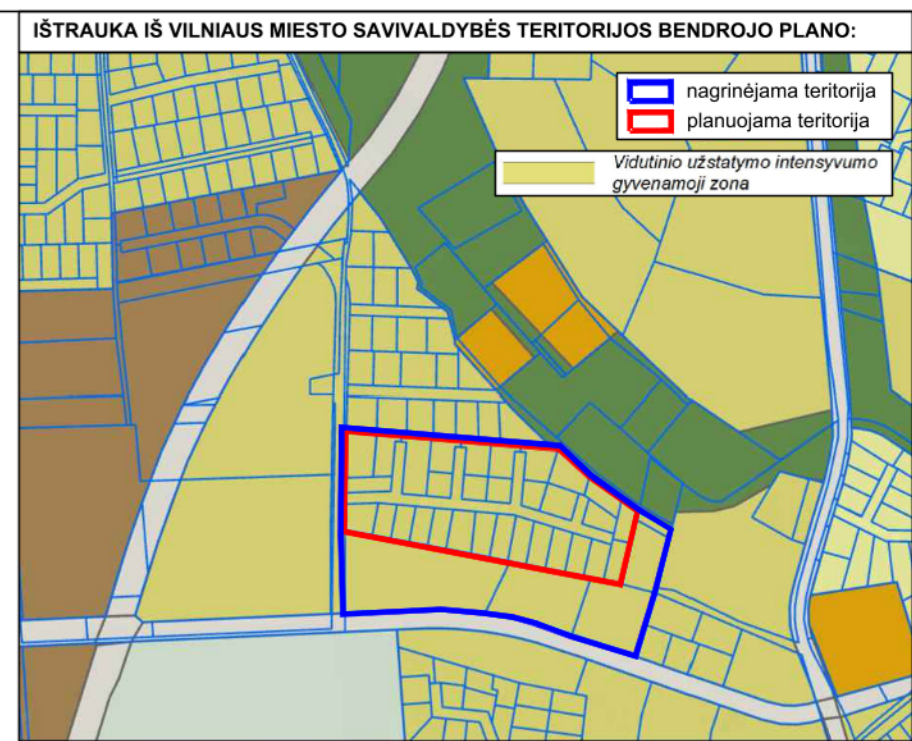 IŠTRAUKA IŠ VILNIAUS MIESTO SAVIVALDYBĖS TERITORIJOS BENDROJO PLANO:
nagrinėjama teritorija
planuojama teritorija
Vidutinio užstatymo intensyvumo
gyvenamoji zona